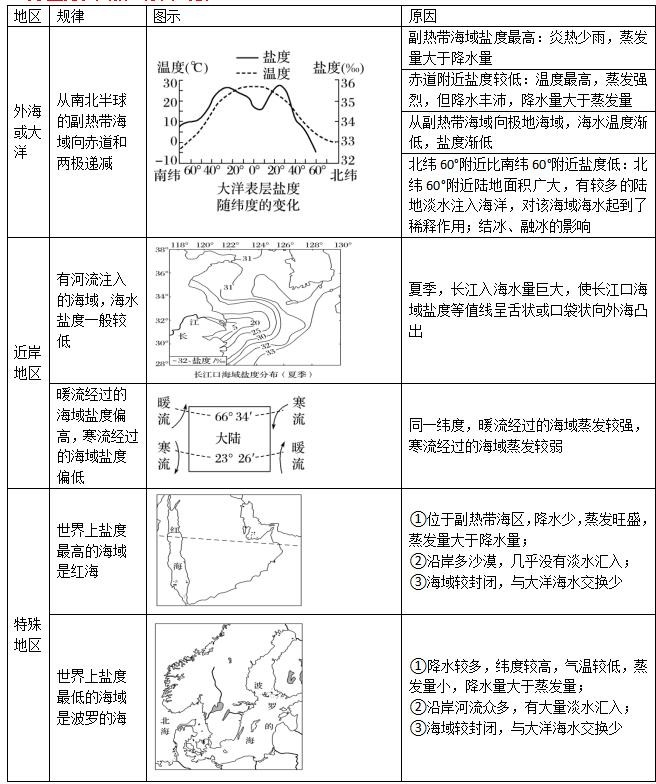 地区 规律 图示 原因
外海
或大
洋
从南北半球
的副热带海
域向赤道和
两极递减
温度(℃) 盐度 盐度(‰)
温度
30 36
20 35
10 34
0 33
−10 32
60°40°20°0°20°40°60°
南纬 北纬
大洋表层盐度
随纬度的变化
副热带海域盐度最高：炎热少雨，蒸发
量大于降水量
赤道附近盐度较低：温度最高，蒸发强
烈，但降水丰沛，降水量大于蒸发量
从副热带海域向极地海域，海水温度渐
低，盐度渐低
北纬 60°附近比南纬 60°附近盐度低：北
纬 60°附近陆地面积广大，有较多的陆
地淡水注入海洋，对该海域海水起到了
稀释作用；结冰、融冰的影响
近岸
地区
有河流注入
的海域，海水
盐度一般较
低
118° 120° 122° 124° 126° 128° 130°
38°
36°
34°
32°
30°
28°
31
31
长 江
5 20
25
30
32
33
-32-盐度/‰
长江口海域盐度分布（夏季）
夏季，长江入海水量巨大，使长江口海
域盐度等值线呈舌状或口袋状向外海凸
出
暖流经过的
海域盐度偏
高，寒流经过
的海域盐度
偏低
暖流 66° 34′ 寒流
大陆
寒流 23° 26′ 暖流
同一纬度，暖流经过的海域蒸发较强，
寒流经过的海域蒸发较弱
特殊
地区
世界上盐度
最高的海域
是红海
红
海
①位于副热带海区，降水少，蒸发旺盛，
蒸发量大于降水量；
②沿岸多沙漠，几乎没有淡水汇入；
③海域较封闭，与大洋海水交换少
世界上盐度
最低的海域
是波罗的海
波
罗
的
海
北
海
①降水较多，纬度较高，气温较低，蒸
发量小，降水量大于蒸发量；
②沿岸河流众多，有大量淡水汇入；
③海域较封闭，与大洋海水交换少